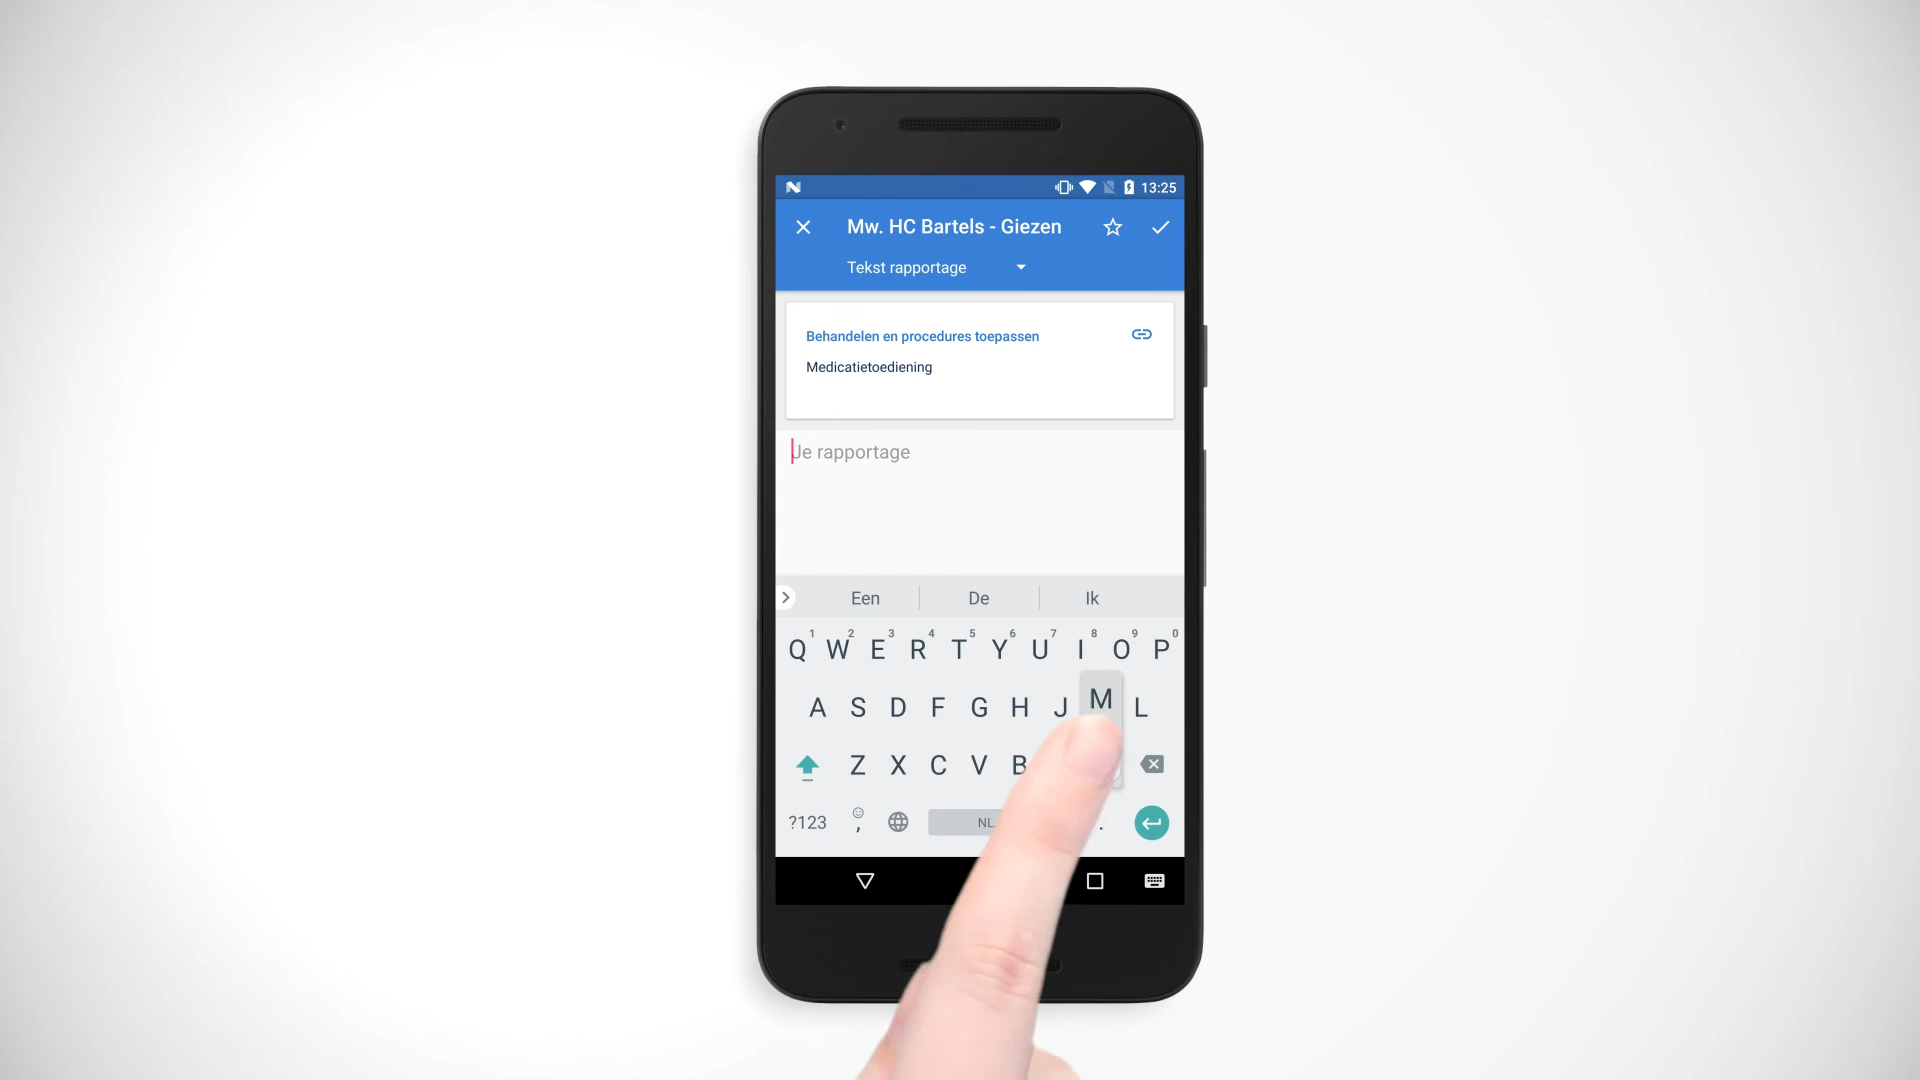 13:25
Mw. HC Bartels - Giezen
Tekst rapportage
Behandelen en procedures toepassen
Medicatietoediening
Je rapportage
Een De Ik
1 2 3 4 5 6 7 8 9 0
Q W E R T Y U I O P
A S D F G H J M L
Z X C V B
?123 , NL .